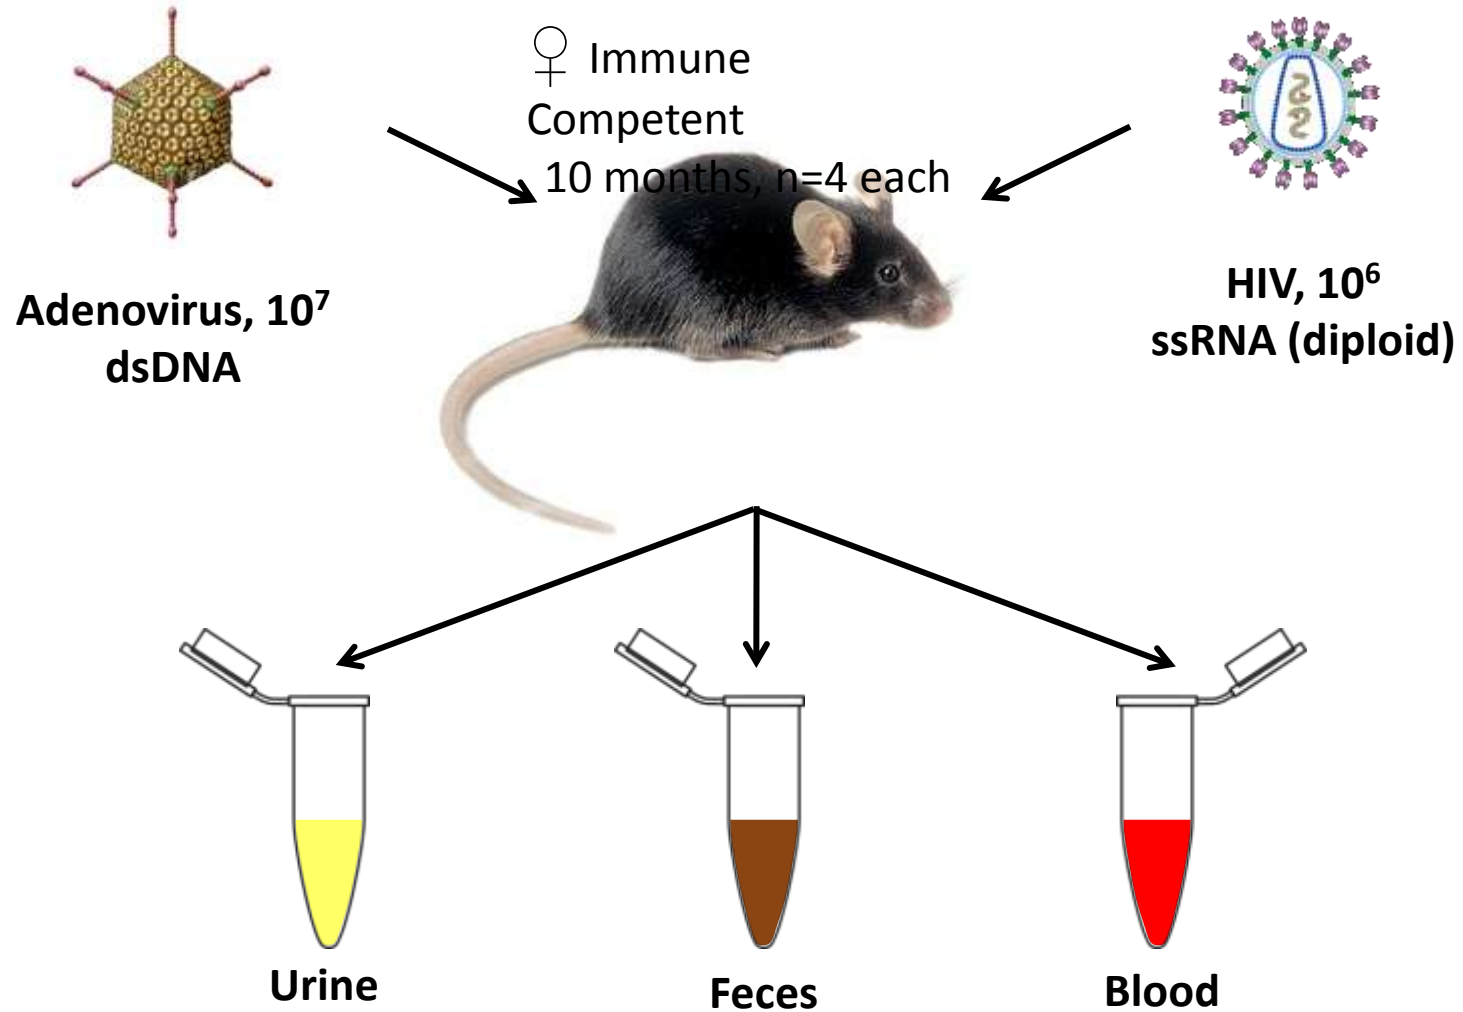 ♀ Immune
Competent
10 months, n=4 each
Adenovirus, 10⁷
dsDNA
HIV, 10⁶
ssRNA (diploid)
Urine
Feces
Blood